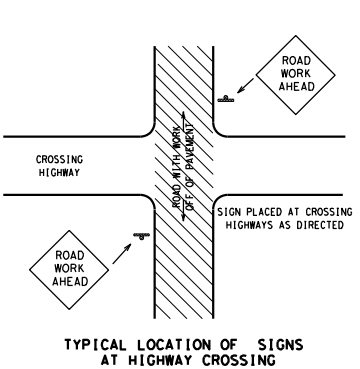 ROAD
WORK
AHEAD
CROSSING
HIGHWAY
ROAD WITH WORK
OFF OF PAVEMENT
SIGN PLACED AT CROSSING
HIGHWAYS AS DIRECTED
ROAD
WORK
AHEAD
TYPICAL LOCATION OF SIGNS
AT HIGHWAY CROSSING